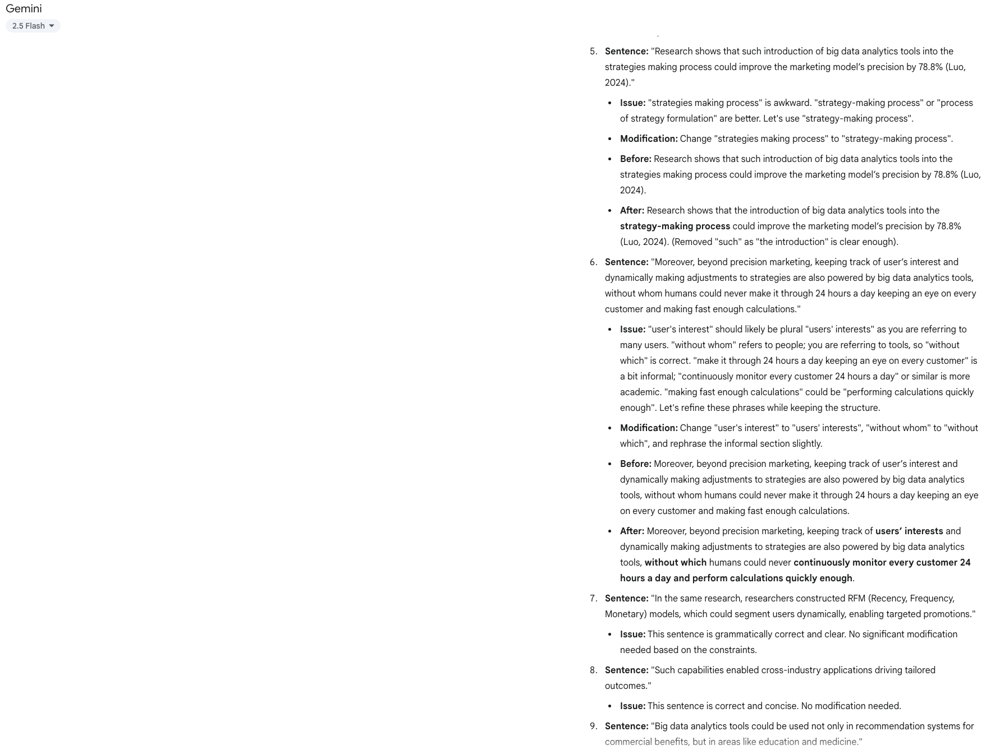 Gemini
2.5 Flash
5. Sentence: "Research shows that such introduction of big data analytics tools into the
strategies making process could improve the marketing model’s precision by 78.8% (Luo,
2024)."
• Issue: "strategies making process" is awkward. "strategy-making process" or "process
of strategy formulation" are better. Let's use "strategy-making process".
• Modification: Change "strategies making process" to "strategy-making process".
• Before: Research shows that such introduction of big data analytics tools into the
strategies making process could improve the marketing model’s precision by 78.8% (Luo,
2024).
• After: Research shows that the introduction of big data analytics tools into the
strategy-making process could improve the marketing model’s precision by 78.8%
(Luo, 2024). (Removed "such" as "the introduction" is clear enough).
6. Sentence: "Moreover, beyond precision marketing, keeping track of user’s interest and
dynamically making adjustments to strategies are also powered by big data analytics tools,
without whom humans could never make it through 24 hours a day keeping an eye on every
customer and making fast enough calculations."
• Issue: "user's interest" should likely be plural "users' interests" as you are referring to
many users. "without whom" refers to people; you are referring to tools, so "without
which" is correct. "make it through 24 hours a day keeping an eye on every customer" is
a bit informal; "continuously monitor every customer 24 hours a day" or similar is more
academic. "making fast enough calculations" could be "performing calculations quickly
enough". Let's refine these phrases while keeping the structure.
• Modification: Change "user's interest" to "users' interests", "without whom" to "without
which", and rephrase the informal section slightly.
• Before: Moreover, beyond precision marketing, keeping track of user’s interest and
dynamically making adjustments to strategies are also powered by big data analytics
tools, without whom humans could never make it through 24 hours a day keeping an eye
on every customer and making fast enough calculations.
• After: Moreover, beyond precision marketing, keeping track of users’ interests and
dynamically making adjustments to strategies are also powered by big data analytics
tools, without which humans could never continuously monitor every customer 24
hours a day and perform calculations quickly enough.
7. Sentence: "In the same research, researchers constructed RFM (Recency, Frequency,
Monetary) models, which could segment users dynamically, enabling targeted promotions."
• Issue: This sentence is grammatically correct and clear. No significant modification
needed based on the constraints.
8. Sentence: "Such capabilities enabled cross-industry applications driving tailored
outcomes."
• Issue: This sentence is correct and concise. No modification needed.
9. Sentence: "Big data analytics tools could be used not only in recommendation systems for
commercial benefits, but in areas like education and medicine."